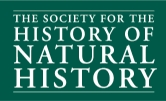 THE SOCIETY FOR THE
HISTORY OF
NATURAL
HISTORY